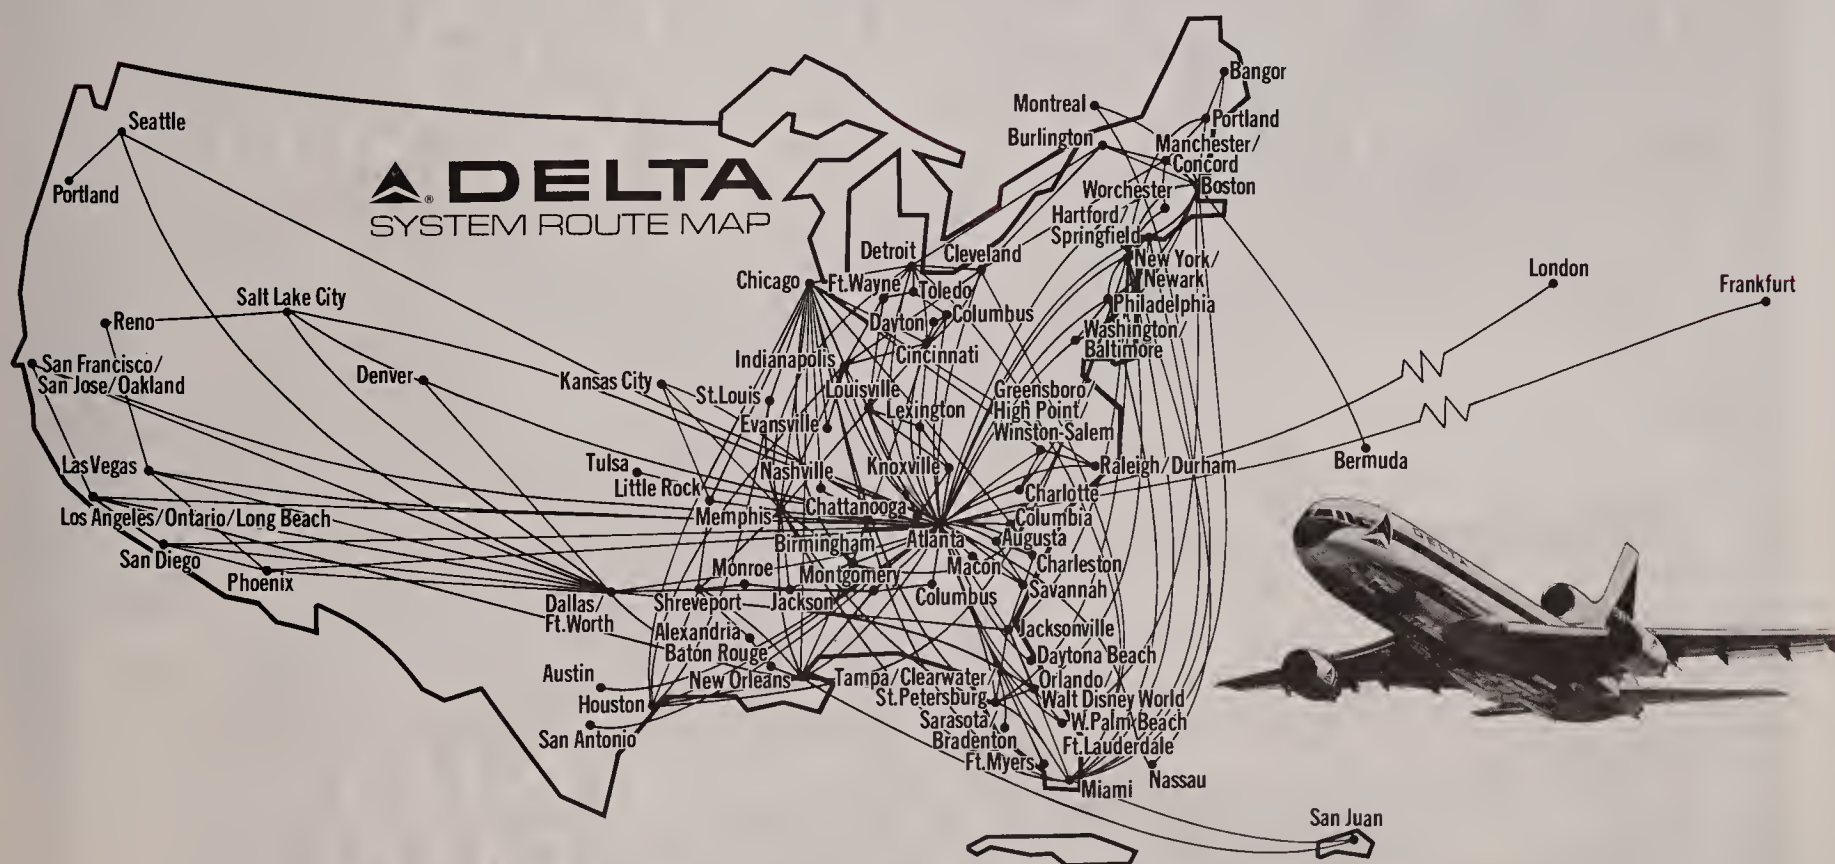 DELTA
®
SYSTEM ROUTE MAP
Seattle
Portland
Reno
Salt Lake City
San Francisco/
San Jose/Oakland
Denver
Las Vegas
Los Angeles/Ontario/Long Beach
San Diego
Phoenix
Kansas City
St.Louis
Evansville
Tulsa
Little Rock
Memphis
Nashville
Chattanooga
Birmingham
Monroe
Montgomery
Dallas/
Ft.Worth
Shreveport
Jackson
Alexandria
Baton Rouge
New Orleans
Austin
Houston
San Antonio
Chicago
Detroit
Cleveland
Ft.Wayne
Toledo
Dayton
Columbus
Indianapolis
Cincinnati
Louisville
Lexington
Knoxville
Greensboro/
High Point/
Winston-Salem
Raleigh/Durham
Charlotte
Columbia
Atlanta
Augusta
Macon
Charleston
Columbus
Savannah
Jacksonville
Daytona Beach
Tampa/Clearwater/
St.Petersburg
Orlando/
Walt Disney World
Sarasota/
Bradenton
W.Palm Beach
Ft.Lauderdale
Ft.Myers
Miami
Nassau
San Juan
Bangor
Montreal
Portland
Burlington
Manchester/
Concord
Worchester
Boston
Hartford/
Springfield
New York/
Newark
Philadelphia
Washington/
Baltimore
London
Frankfurt
Bermuda
DELTA